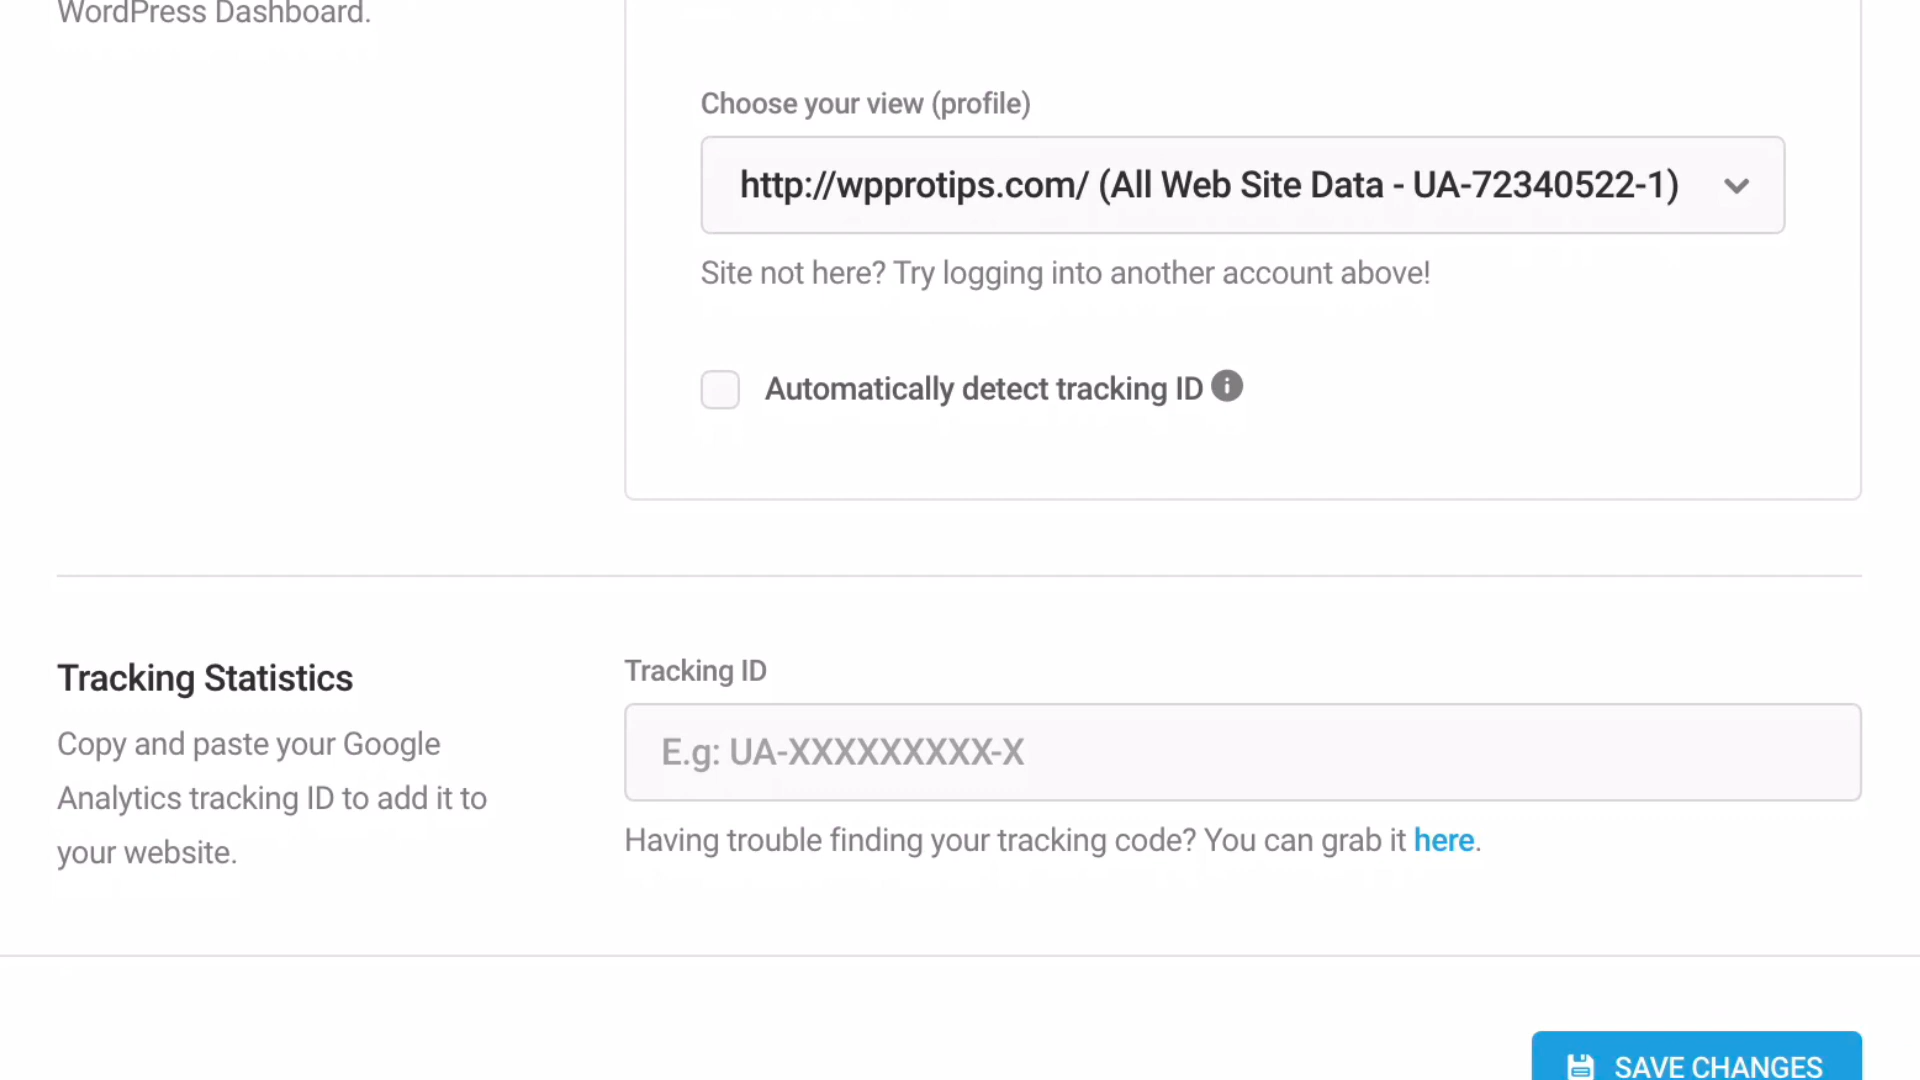 WordPress Dashboard.
Choose your view (profile)
http://wpprotips.com/ (All Web Site Data - UA-72340522-1)
Site not here? Try logging into another account above!
Automatically detect tracking ID
Tracking Statistics
Copy and paste your Google
Analytics tracking ID to add it to
your website.
Tracking ID
E.g: UA-XXXXXXXXX-X
Having trouble finding your tracking code? You can grab it here.
SAVE CHANGES